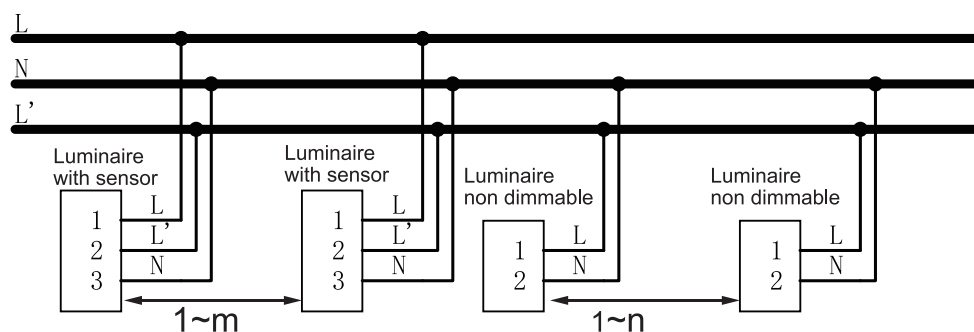 L
N
L'
Luminaire
with sensor
1 L
2 L'
3 N
Luminaire
with sensor
1 L
2 L'
3 N
Luminaire
non dimmable
1 L
2 N
Luminaire
non dimmable
1 L
2 N
1~m
1~n